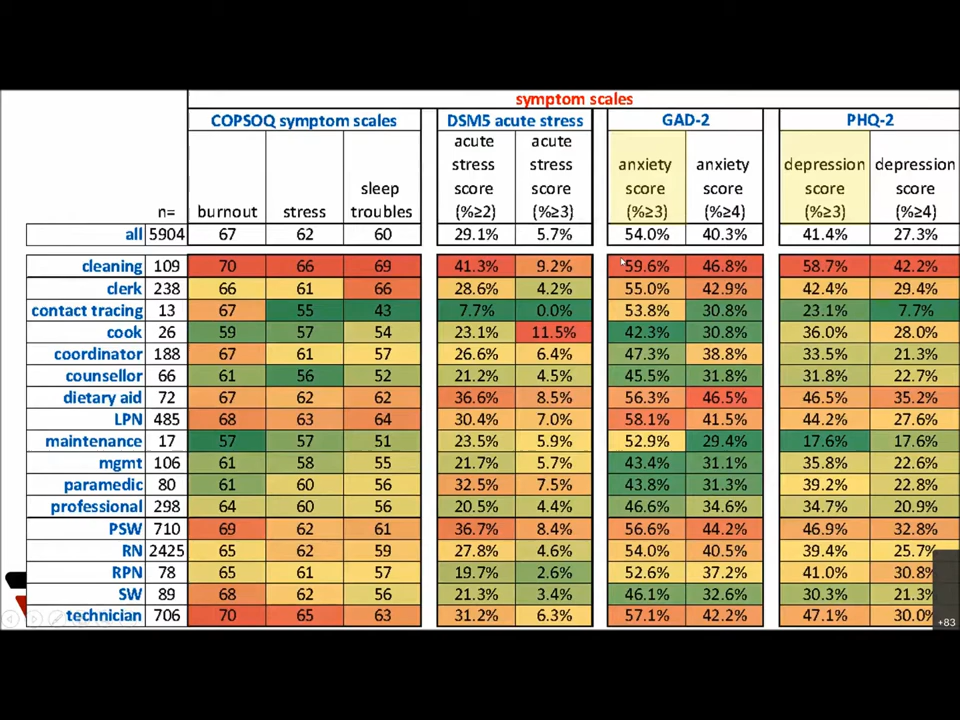 symptom scales
COPSOQ symptom scales DSM5 acute stress GAD-2 PHQ-2
n= burnout stress sleep troubles acute stress score (%≥2) acute stress score (%≥3) anxiety score (%≥3) anxiety score (%≥4) depression score (%≥3) depression score (%≥4)
all 5904 67 62 60 29.1% 5.7% 54.0% 40.3% 41.4% 27.3%
cleaning 109 70 66 69 41.3% 9.2% 59.6% 46.8% 58.7% 42.2%
clerk 238 66 61 66 28.6% 4.2% 55.0% 42.9% 42.4% 29.4%
contact tracing 13 67 55 43 7.7% 0.0% 53.8% 30.8% 23.1% 7.7%
cook 26 59 57 54 23.1% 11.5% 42.3% 30.8% 36.0% 28.0%
coordinator 188 67 61 57 26.6% 6.4% 47.3% 38.8% 33.5% 21.3%
counsellor 66 61 56 52 21.2% 4.5% 45.5% 31.8% 31.8% 22.7%
dietary aid 72 67 62 62 36.6% 8.5% 56.3% 46.5% 46.5% 35.2%
LPN 485 68 63 64 30.4% 7.0% 58.1% 41.5% 44.2% 27.6%
maintenance 17 57 57 51 23.5% 5.9% 52.9% 29.4% 17.6% 17.6%
mgmt 106 61 58 55 21.7% 5.7% 43.4% 31.1% 35.8% 22.6%
paramedic 80 61 60 56 32.5% 7.5% 43.8% 31.3% 39.2% 22.8%
professional 298 64 60 56 20.5% 4.4% 46.6% 34.6% 34.7% 20.9%
PSW 710 69 62 61 36.7% 8.4% 56.6% 44.2% 46.9% 32.8%
RN 2425 65 62 59 27.8% 4.6% 54.0% 40.5% 39.4% 25.7%
RPN 78 65 61 57 19.7% 2.6% 52.6% 37.2% 41.0% 30.8%
SW 89 68 62 56 21.3% 3.4% 46.1% 32.6% 30.3% 21.3%
technician 706 70 65 63 31.2% 6.3% 57.1% 42.2% 47.1% 30.0%
+83